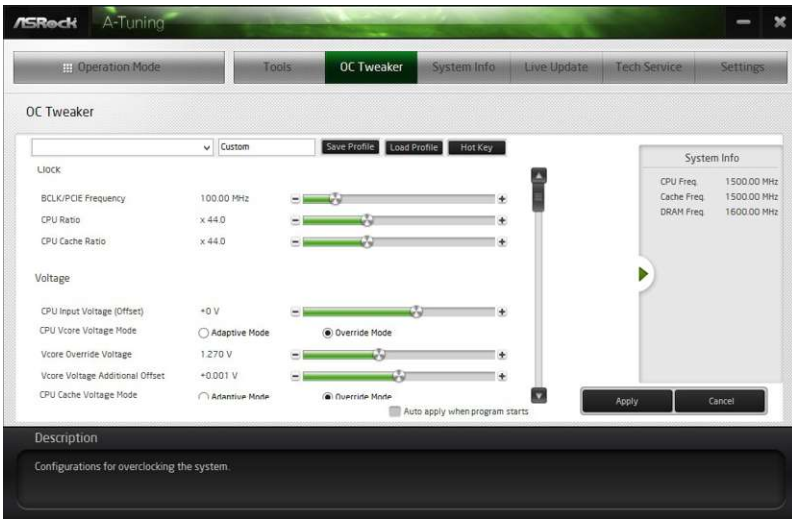 ASRock A-Tuning
Operation Mode Tools OC Tweaker System Info Live Update Tech Service Settings
OC Tweaker
Custom Save Profile Load Profile Hot Key
Clock
BCLK/PCIE Frequency 100.00 MHz
CPU Ratio x 44.0
CPU Cache Ratio x 44.0
Voltage
CPU Input Voltage (Offset) +0 V
CPU Vcore Voltage Mode Adaptive Mode Override Mode
Vcore Override Voltage 1.270 V
Vcore Voltage Additional Offset +0.001 V
CPU Cache Voltage Mode Adaptive Mode Override Mode
Auto apply when program starts
System Info
CPU Freq. 1500.00 MHz
Cache Freq. 1500.00 MHz
DRAM Freq. 1600.00 MHz
Apply Cancel
Description
Configurations for overclocking the system.